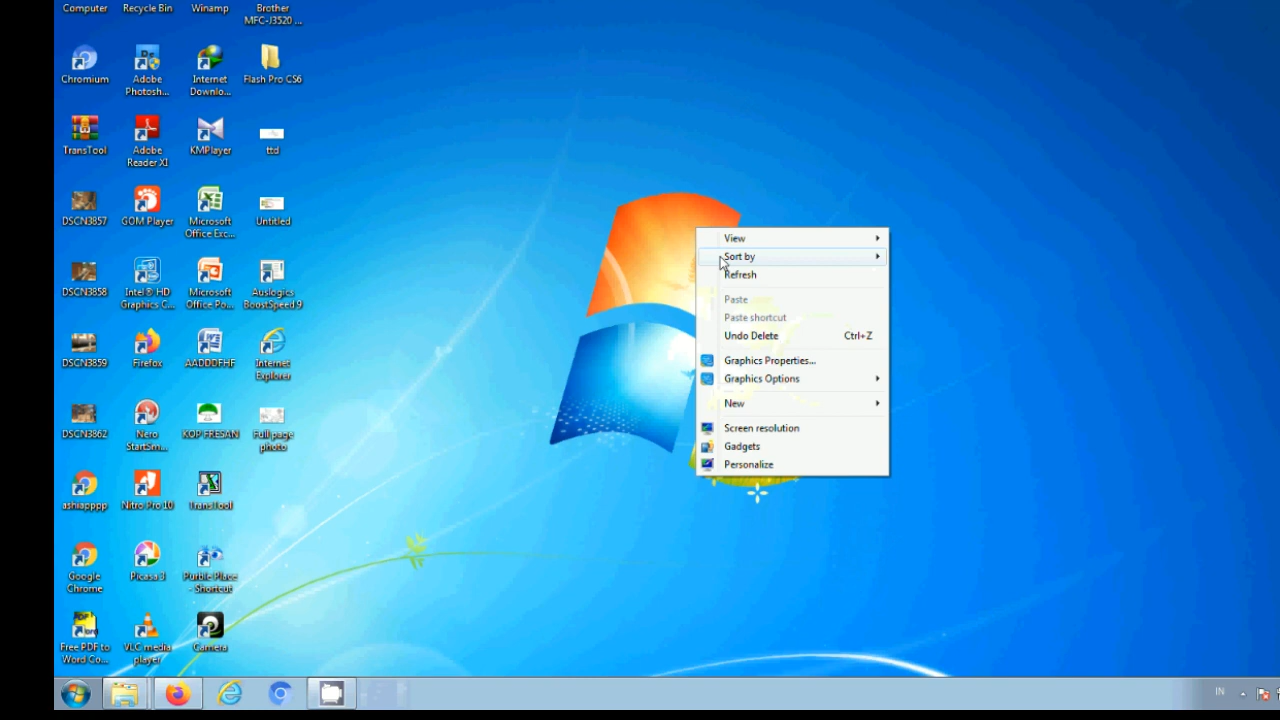 Computer
Recycle Bin
Winamp
Brother
MFC-J3520 ...
Chromium
Adobe
Photosh...
Internet
Downlo...
Flash Pro CS6
TransTool
Adobe
Reader XI
KMPlayer
ttd
DSCN3857
GOM Player
Microsoft
Office Exc...
Untitled
DSCN3858
Intel® HD
Graphics C...
Microsoft
Office Po...
Auslogics
BoostSpeed 9
DSCN3859
Firefox
AADDDFHF
Internet
Explorer
DSCN3862
Nero
StartSm...
KOP FRESAN
Full page
photo
ashiapppp
Nitro Pro 10
TransTool
Google
Chrome
Picasa 3
Purble Place
- Shortcut
Free PDF to
Word Co...
VLC media
player
Camera
View
Sort by
Refresh
Paste
Paste shortcut
Undo Delete Ctrl+Z
Graphics Properties...
Graphics Options
New
Screen resolution
Gadgets
Personalize
IN